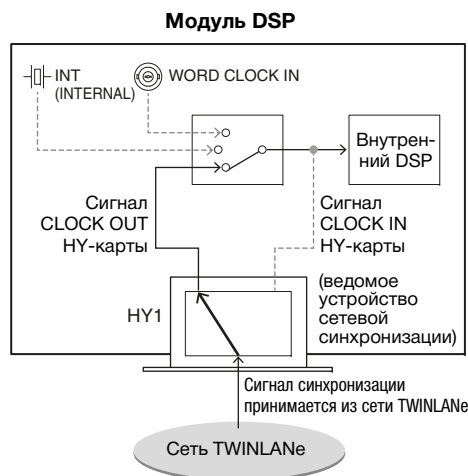 Модуль DSP
INT
(INTERNAL)
WORD CLOCK IN
Внутрен-
ний DSP
Сигнал
CLOCK OUT
HY-карты
Сигнал
CLOCK IN
HY-карты
HY1
(ведомое
устройство
сетевой
синхронизации)
Сигнал синхронизации
принимается из сети TWINLANe
Сеть TWINLANe